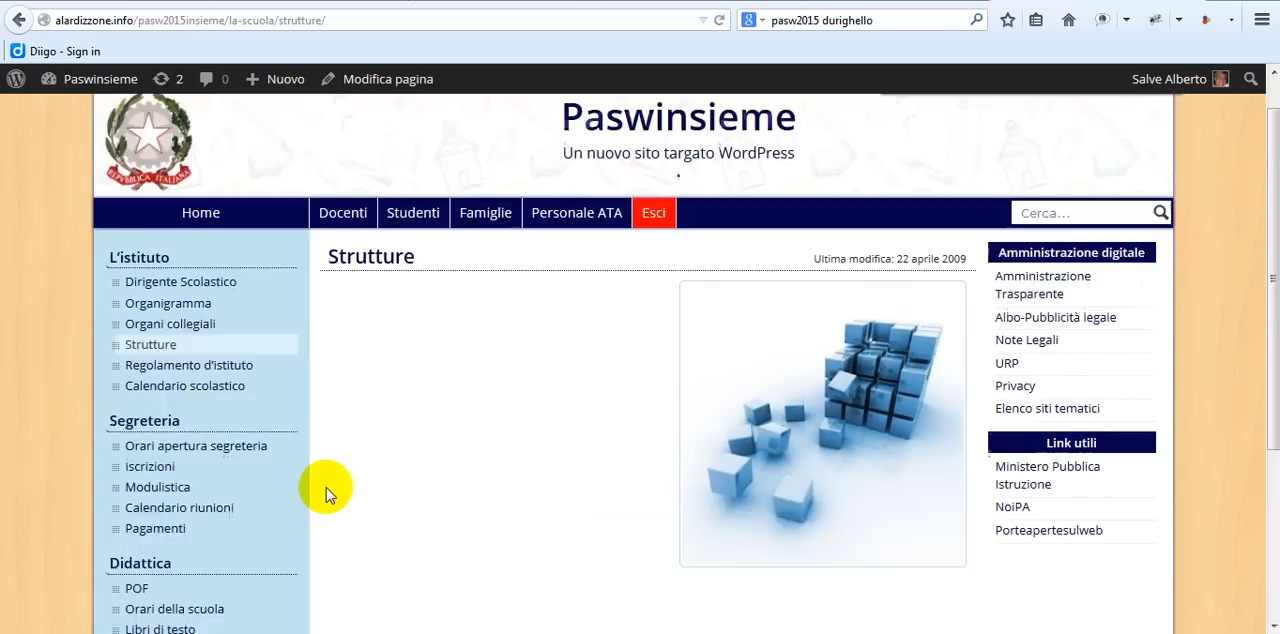 alardizzone.info/pasw2015insieme/la-scuola/strutture/
pasw2015 durighello
Diigo - Sign in
Paswinsieme
2
0
Nuovo
Modifica pagina
Salve Alberto
REPVBBLICA ITALIANA
Paswinsieme
Un nuovo sito targato WordPress
Home
Docenti
Studenti
Famiglie
Personale ATA
Esci
Cerca...
L'istituto
Dirigente Scolastico
Organigramma
Organi collegiali
Strutture
Regolamento d'istituto
Calendario scolastico
Segreteria
Orari apertura segreteria
iscrizioni
Modulistica
Calendario riunioni
Pagamenti
Didattica
POF
Orari della scuola
Libri di testo
Strutture
Ultima modifica: 22 aprile 2009
Amministrazione digitale
Amministrazione
Trasparente
Albo-Pubblicità legale
Note Legali
URP
Privacy
Elenco siti tematici
Link utili
Ministero Pubblica
Istruzione
NoiPA
Porteapertesulweb